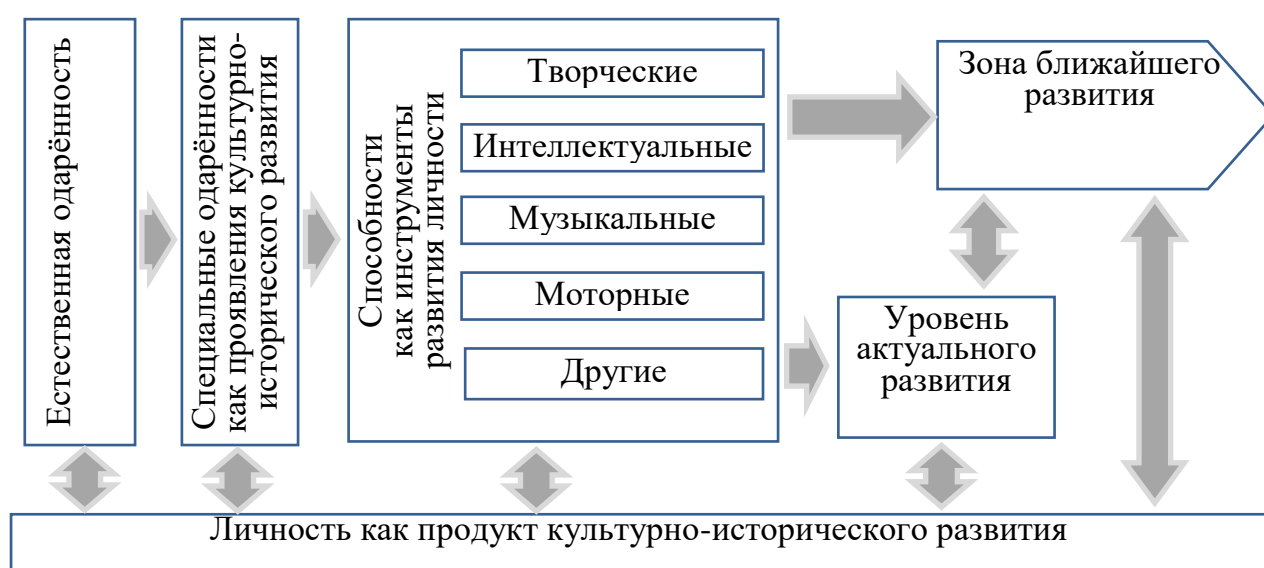 Естественная одарённость
Специальные одарённости
как проявления культурно-
исторического развития
Способности
как инструменты
развития личности
Творческие
Интеллектуальные
Музыкальные
Моторные
Другие
Зона ближайшего
развития
Уровень
актуального
развития
Личность как продукт культурно-исторического развития